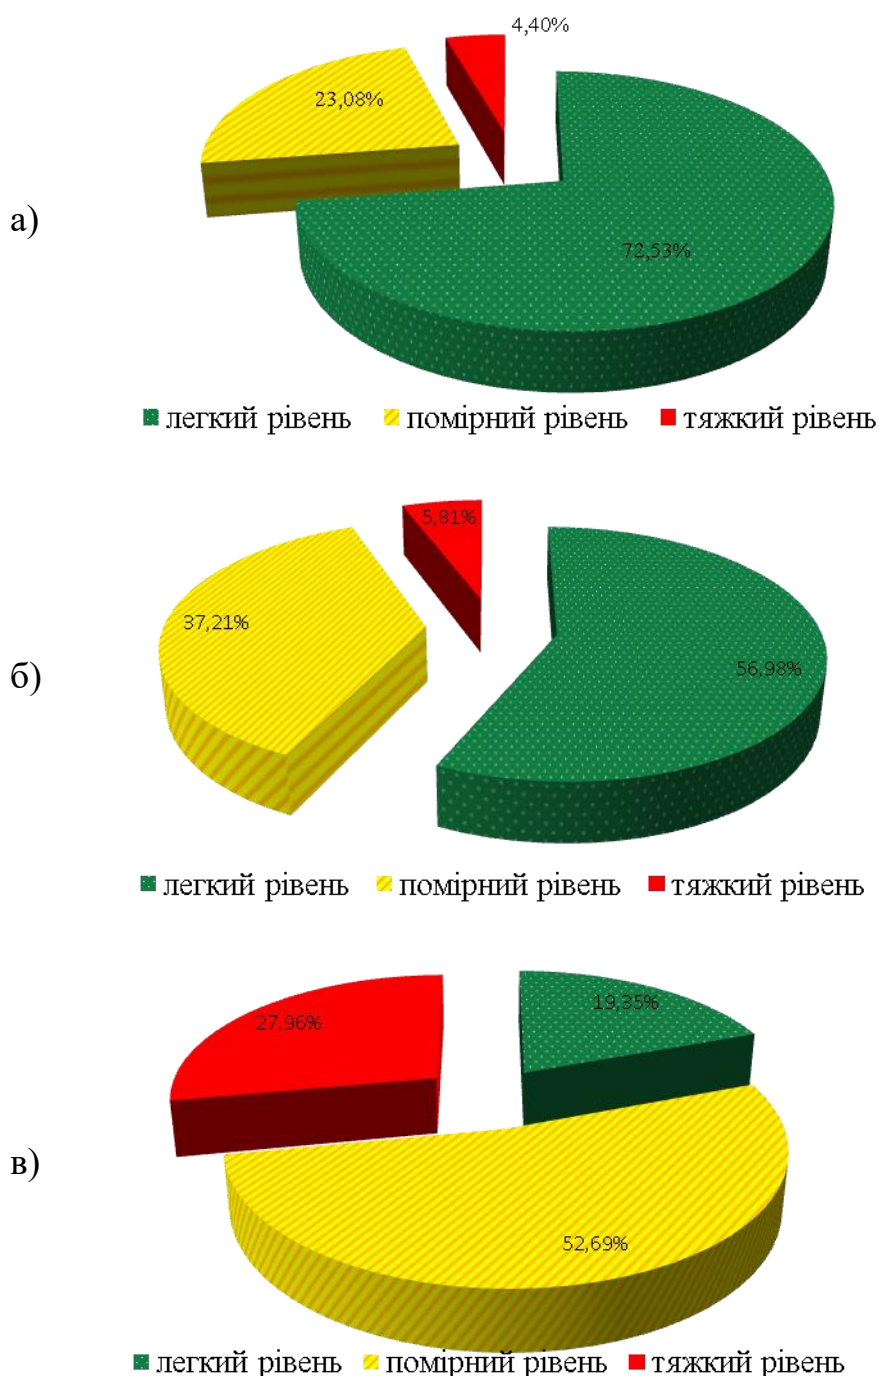 4,40%
23,08%
а)
72,53%
легкий рівень помірний рівень тяжкий рівень
5,81%
37,21%
56,98%
б)
легкий рівень помірний рівень тяжкий рівень
19,35%
27,96%
в)
52,69%
легкий рівень помірний рівень тяжкий рівень